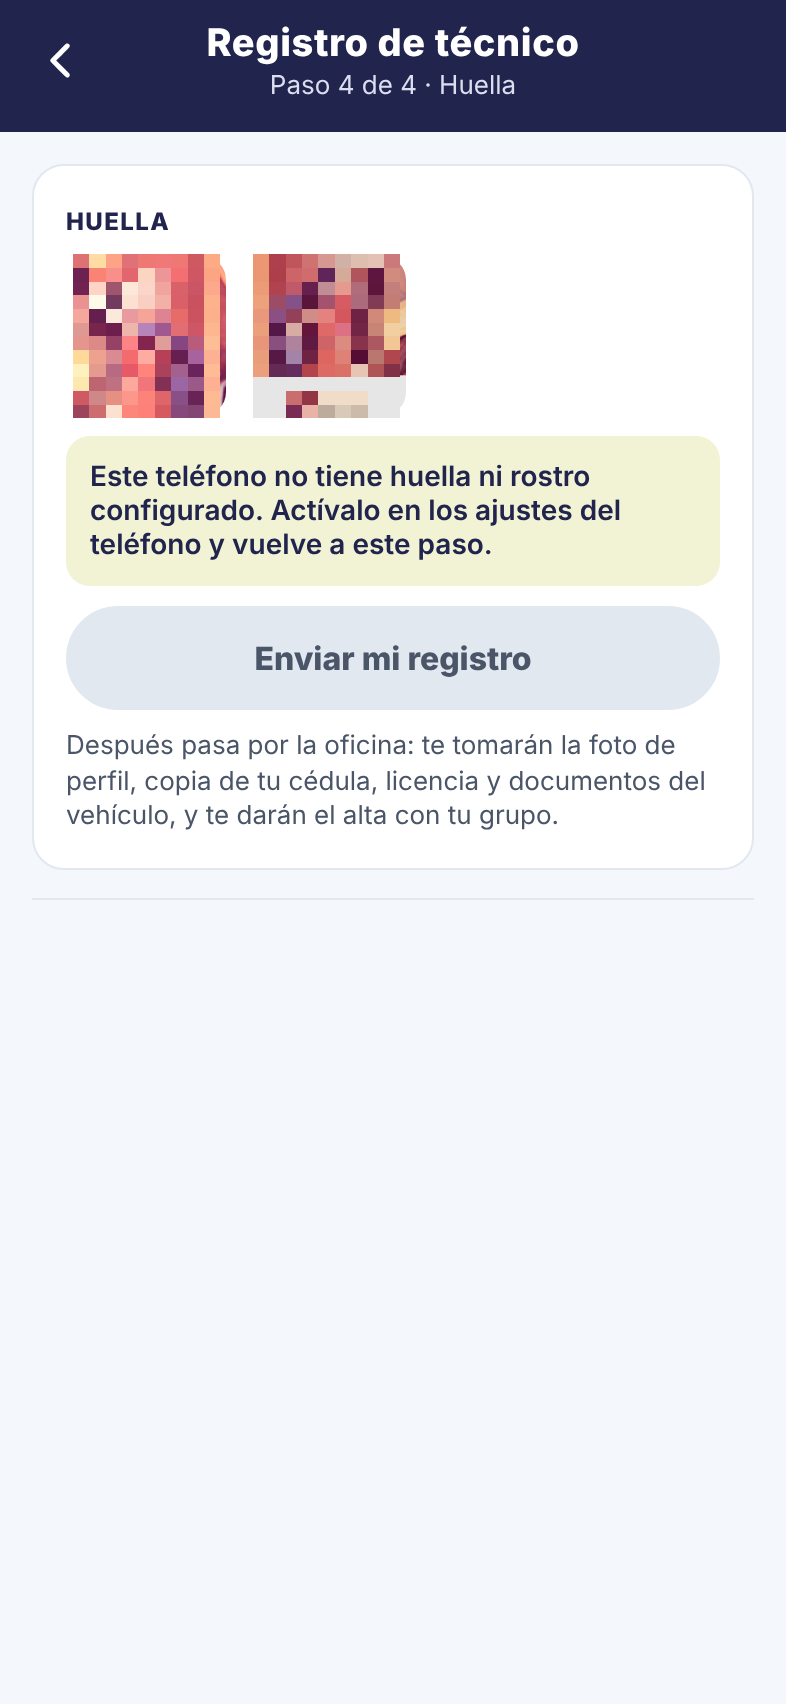 Registro de técnico
Paso 4 de 4 · Huella
HUELLA
Este teléfono no tiene huella ni rostro
configurado. Actívalo en los ajustes del
teléfono y vuelve a este paso.
Enviar mi registro
Después pasa por la oficina: te tomarán la foto de
perfil, copia de tu cédula, licencia y documentos del
vehículo, y te darán el alta con tu grupo.